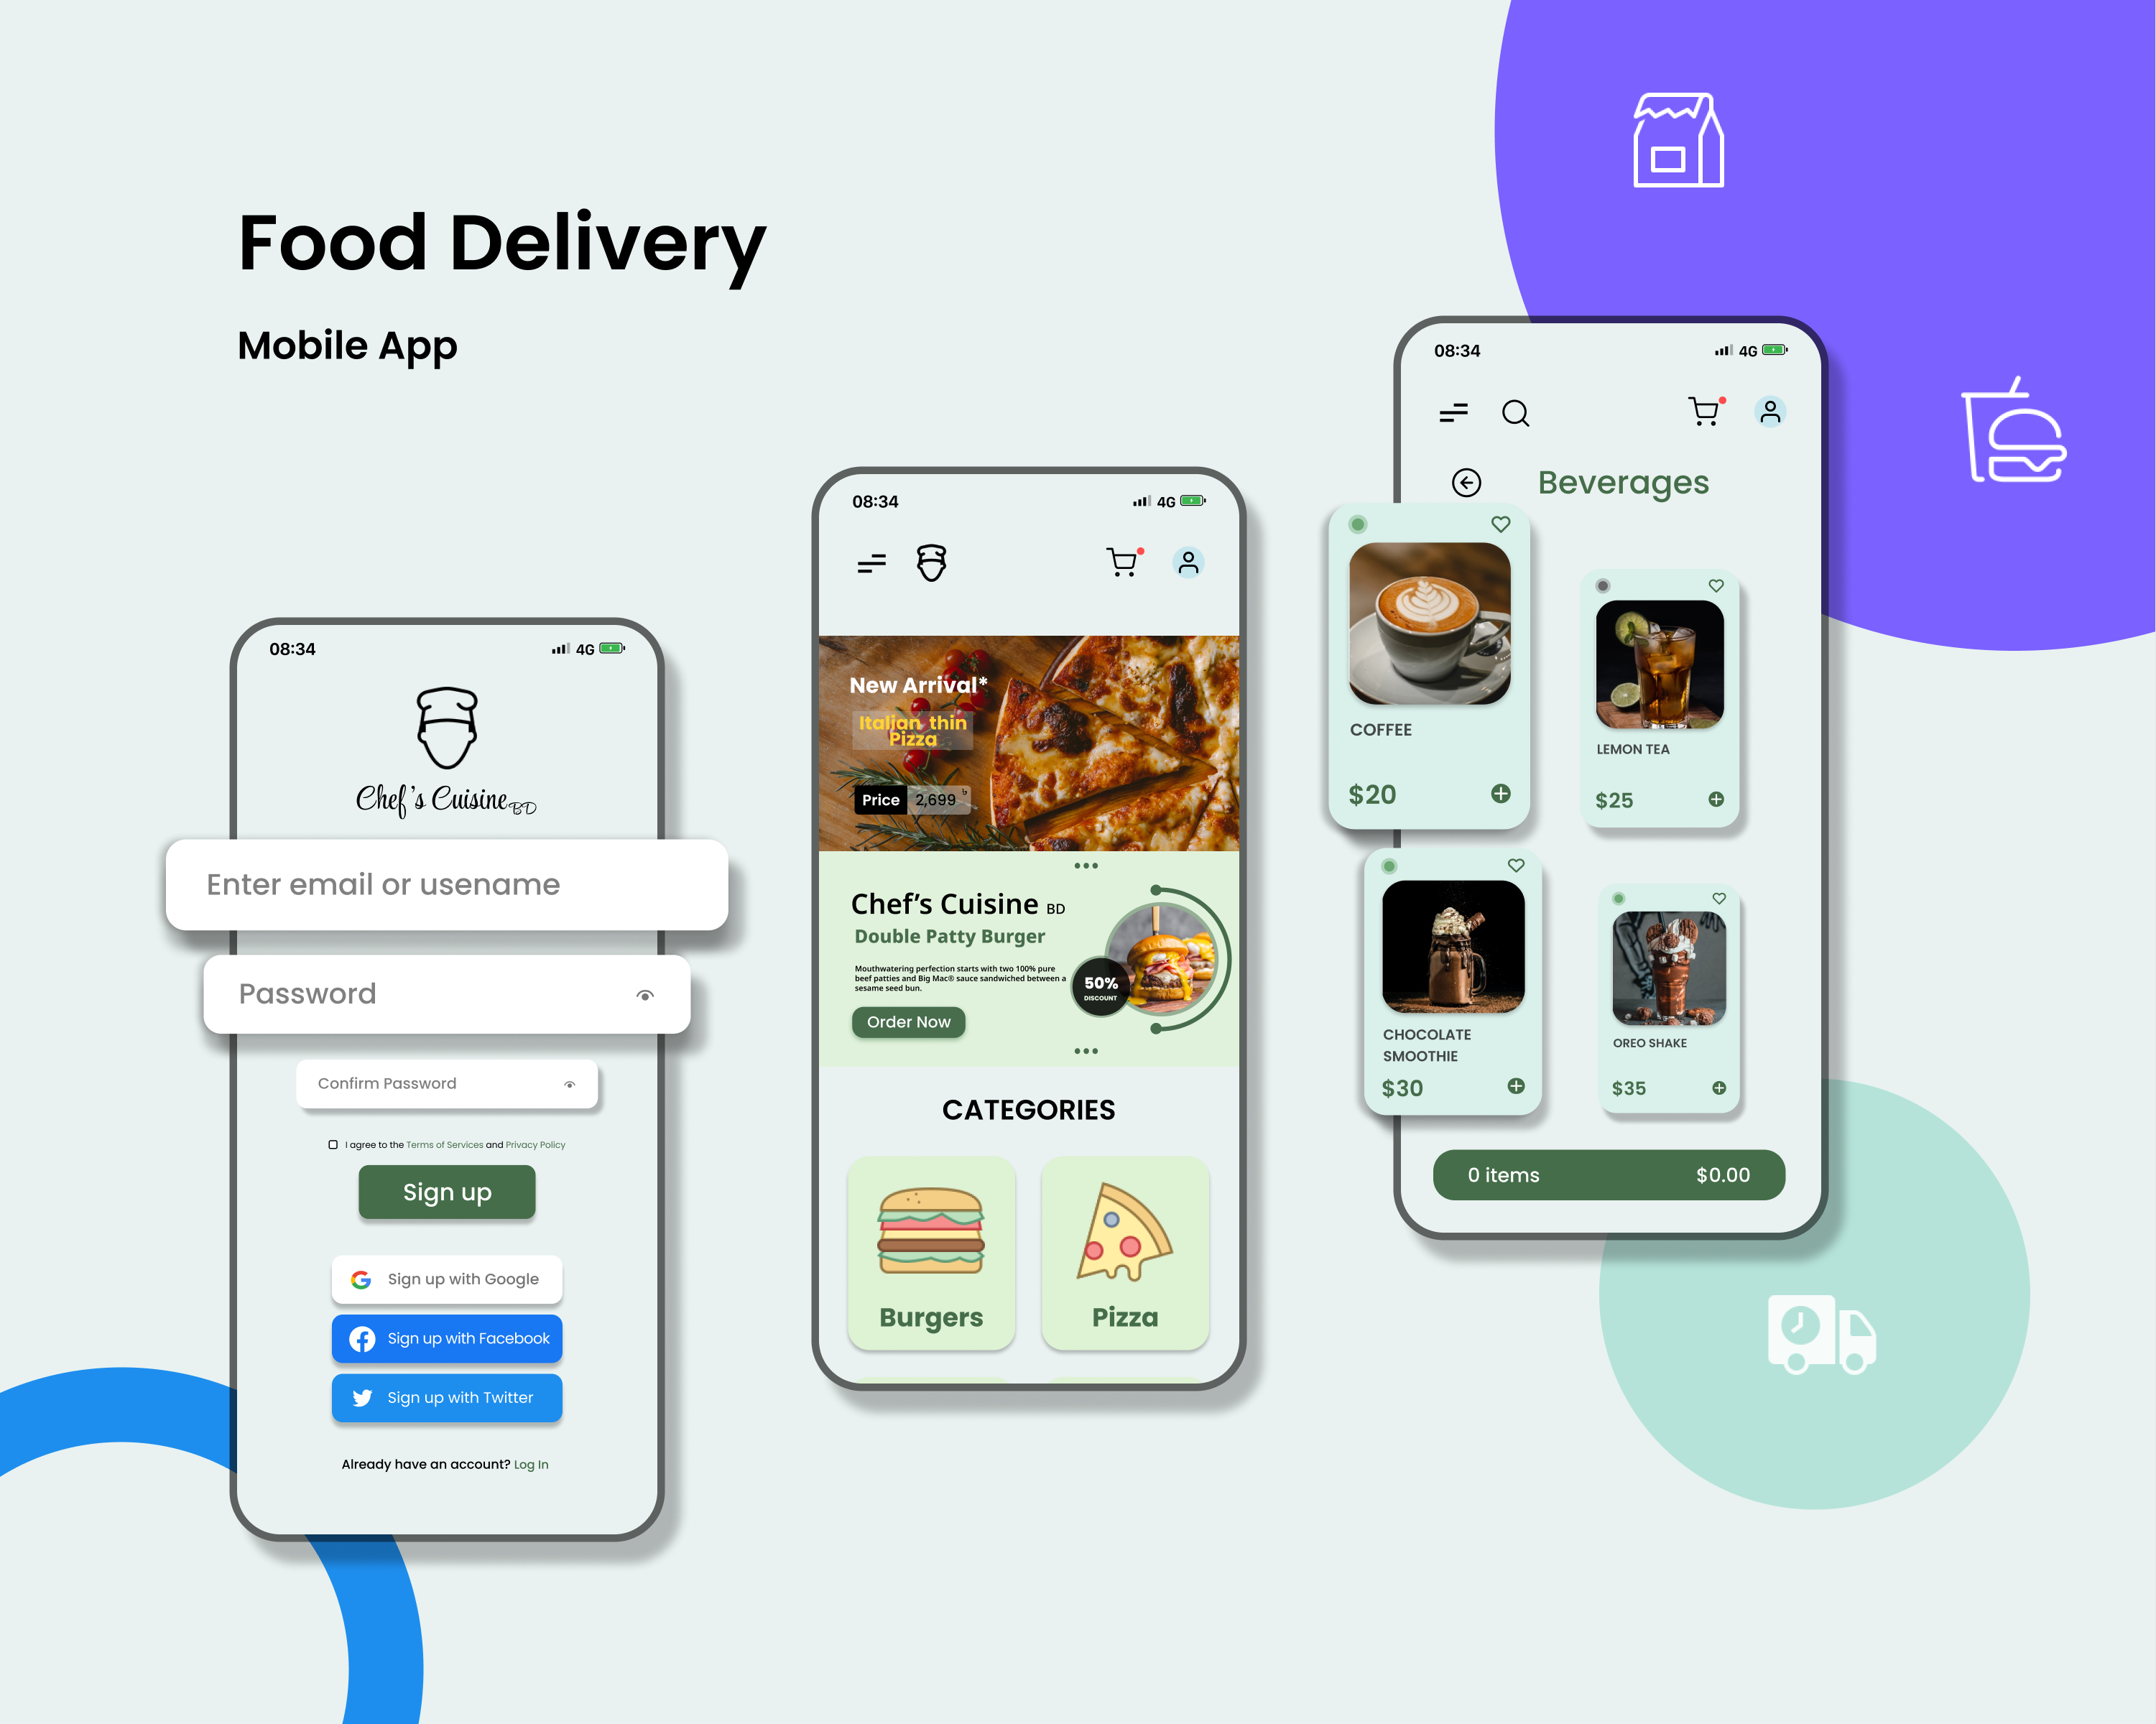 Food Delivery
Mobile App
08:34
4G
Chef's Cuisine BD
Enter email or usename
Password
Confirm Password
I agree to the Terms of Services and Privacy Policy
Sign up
Sign up with Google
Sign up with Facebook
Sign up with Twitter
Already have an account? Log In
08:34
4G
New Arrival*
Italian thin
Pizza
Price 2,699 ৳
Chef's Cuisine BD
Double Patty Burger
Mouthwatering perfection starts with two 100% pure
beef patties and Big Mac® sauce sandwiched between a
sesame seed bun.
50%
DISCOUNT
Order Now
CATEGORIES
Burgers
Pizza
08:34
4G
Beverages
COFFEE
$20
LEMON TEA
$25
CHOCOLATE
SMOOTHIE
$30
OREO SHAKE
$35
0 items
$0.00